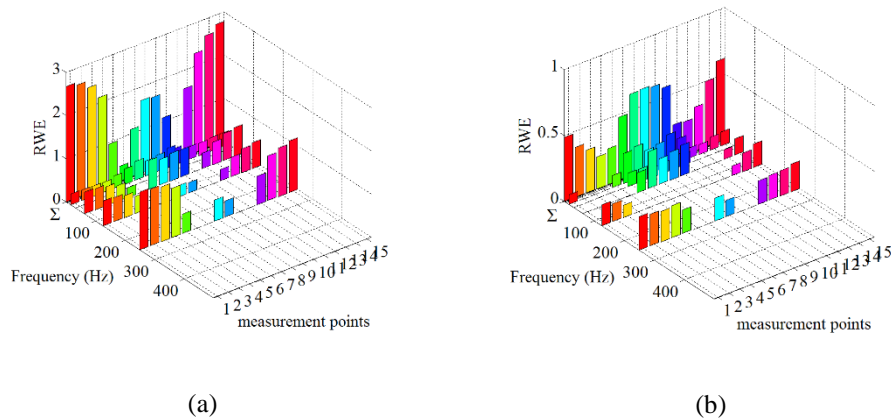 3
2
1
0
RWE
Σ
100
200
300
400
Frequency (Hz)
1 2 3 4 5 6 7 8 9 10 11 12 13 14 15
measurement points
(a)
1
0.5
0
RWE
Σ
100
200
300
400
Frequency (Hz)
1 2 3 4 5 6 7 8 9 10 11 12 13 14 15
measurement points
(b)